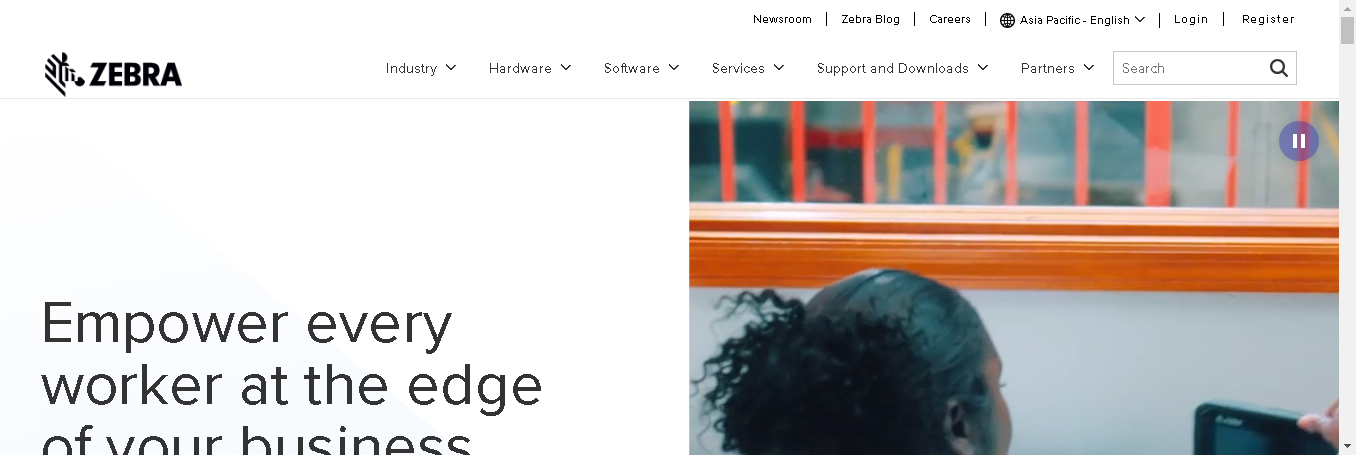 Newsroom Zebra Blog Careers Asia Pacific - English Login Register
ZEBRA Industry Hardware Software Services Support and Downloads Partners Search
Empower every
worker at the edge
of your business